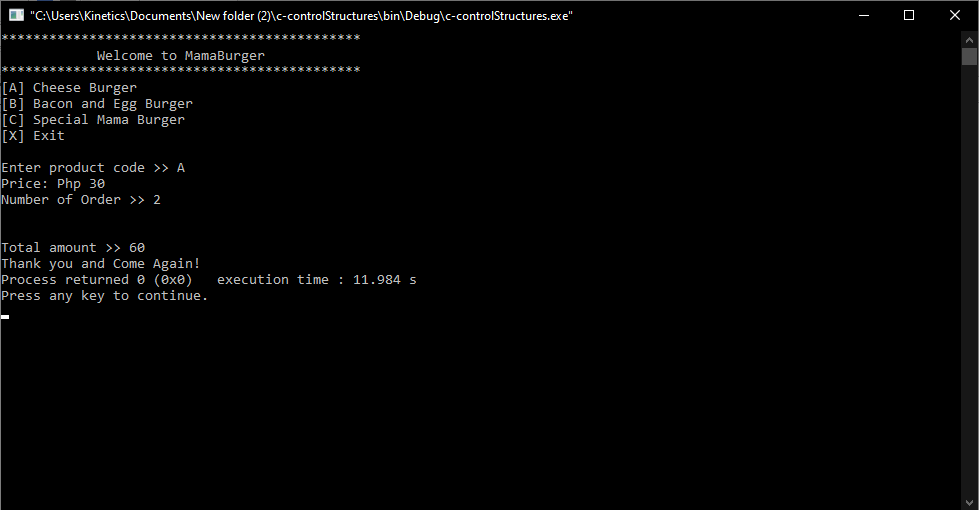 "C:\Users\Kinetics\Documents\New folder (2)\c-controlStructures\bin\Debug\c-controlStructures.exe"
*********************************************
            Welcome to MamaBurger
*********************************************
[A] Cheese Burger
[B] Bacon and Egg Burger
[C] Special Mama Burger
[X] Exit
Enter product code >> A
Price: Php 30
Number of Order >> 2
Total amount >> 60
Thank you and Come Again!
Process returned 0 (0x0)   execution time : 11.984 s
Press any key to continue.